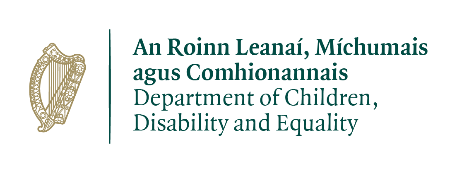 An Roinn Leanaí, Míchumais
agus Comhionannais
Department of Children,
Disability and Equality